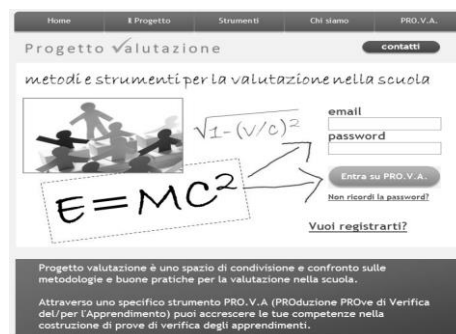 Home Il Progetto Strumenti Chi siamo PRO.V.A.
Progetto Valutazione
contatti
metodi e strumenti per la valutazione nella scuola
√1-(v/c)²
E=MC²
email
password
Entra su PRO.V.A.
Non ricordi la password?
Vuoi registrarti?
Progetto valutazione è uno spazio di condivisione e confronto sulle
metodologie e buone pratiche per la valutazione nella scuola.
Attraverso uno specifico strumento PRO.V.A (PROduzione PROve di Verifica
del/per l'Apprendimento) puoi accrescere le tue competenze nella
costruzione di prove di verifica degli apprendimenti.